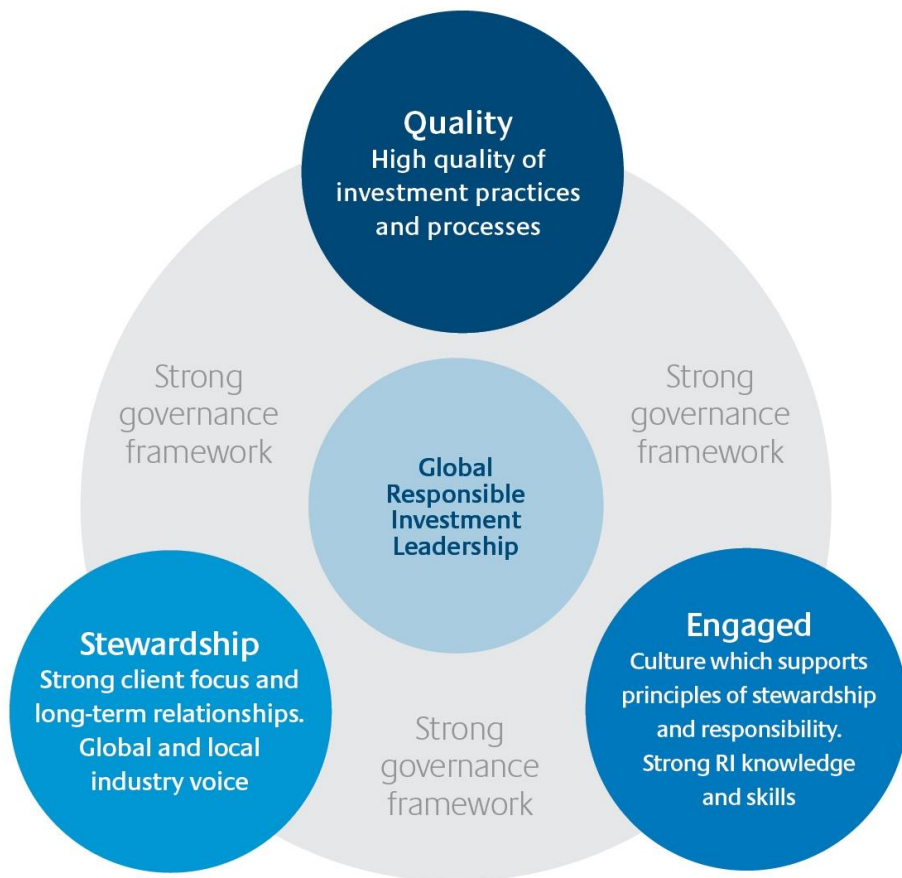 Quality
High quality of
investment practices
and processes
Strong
governance
framework
Strong
governance
framework
Global
Responsible
Investment
Leadership
Stewardship
Strong client focus and
long-term relationships.
Global and local
industry voice
Engaged
Culture which supports
principles of stewardship
and responsibility.
Strong RI knowledge
and skills
Strong
governance
framework